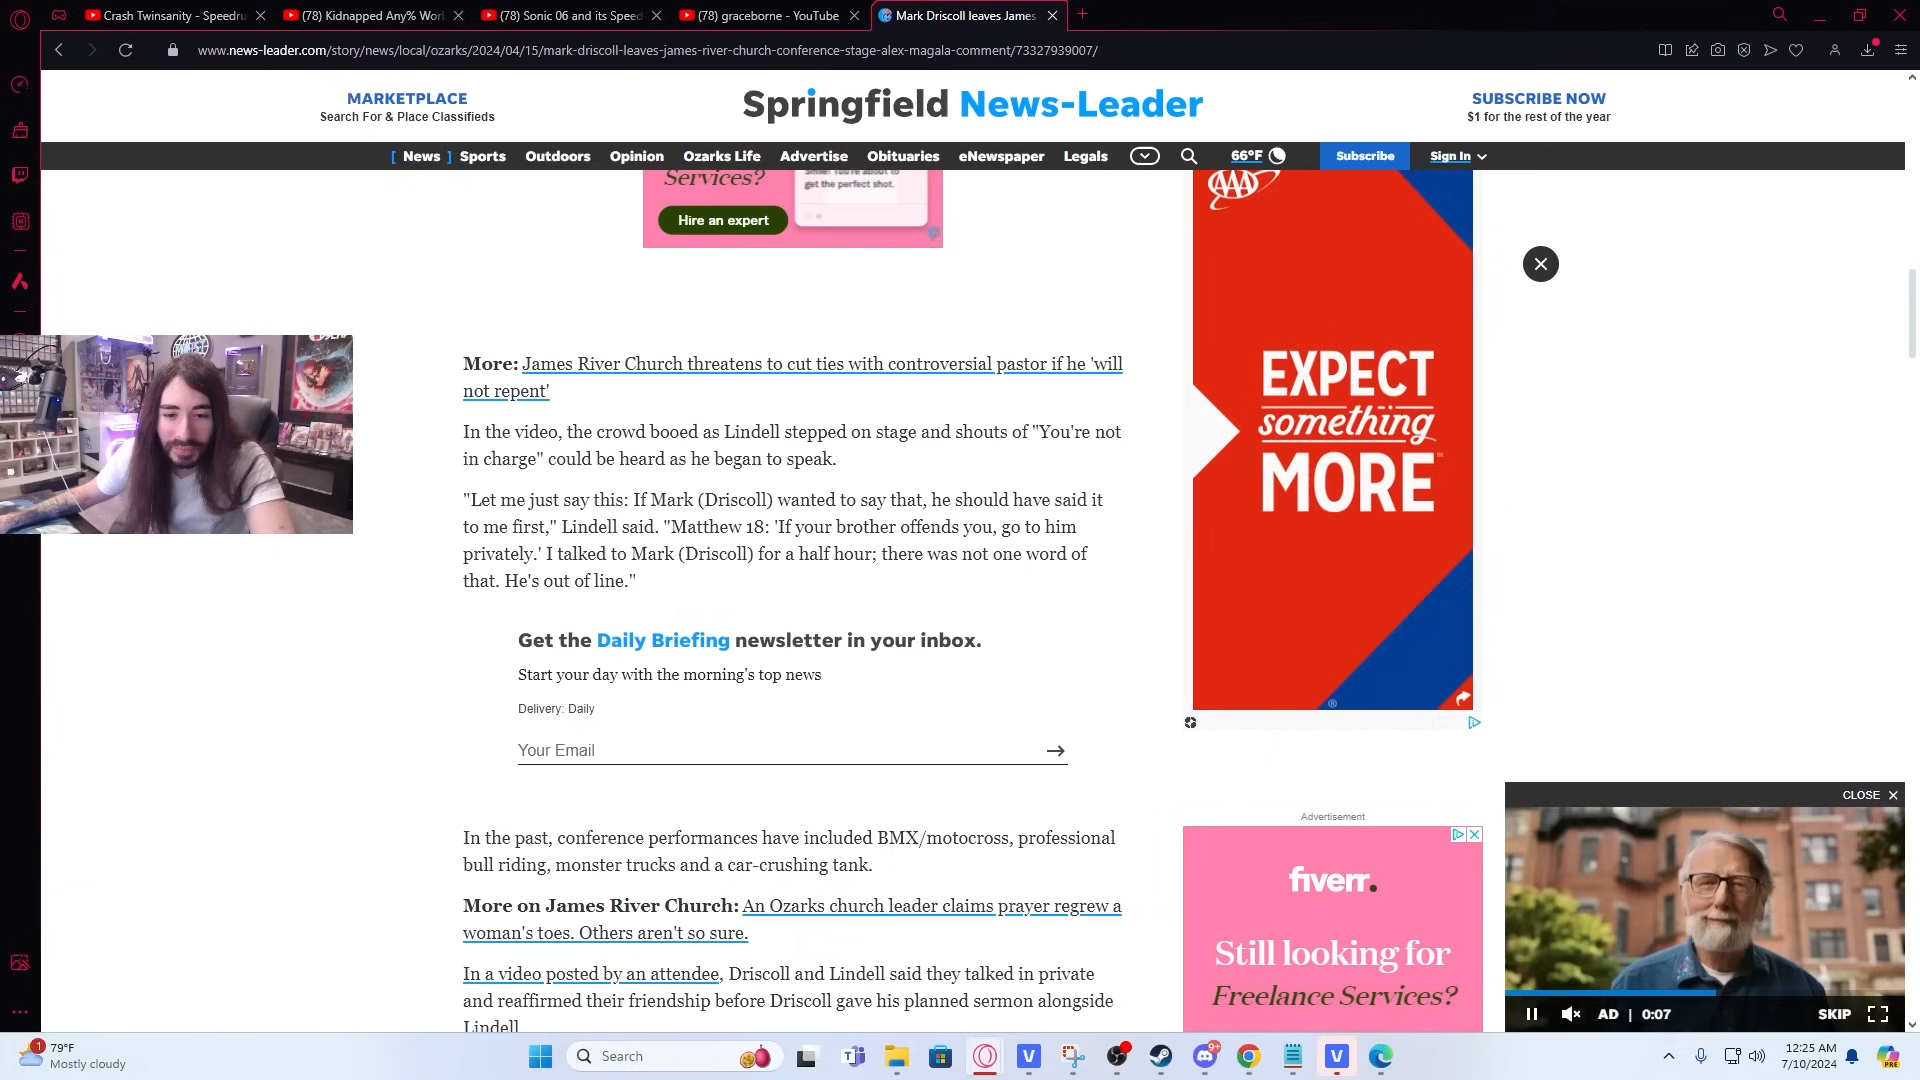 Crash Twinsanity - Speedru
(78) Kidnapped Any% Worl
(78) Sonic 06 and its Speed
(78) graceborne - YouTube
Mark Driscoll leaves James
www.news-leader.com/story/news/local/ozarks/2024/04/15/mark-driscoll-leaves-james-river-church-conference-stage-alex-magala-comment/73327939007/
MARKETPLACE
Search For & Place Classifieds
Springfield News-Leader
SUBSCRIBE NOW
$1 for the rest of the year
[ News ] Sports Outdoors Opinion Ozarks Life Advertise Obituaries eNewspaper Legals 66°F Subscribe Sign In
Services?
Smile! You're about to
get the perfect shot.
Hire an expert
AAA
EXPECT
something
MORE
More: James River Church threatens to cut ties with controversial pastor if he 'will
not repent'
In the video, the crowd booed as Lindell stepped on stage and shouts of "You're not
in charge" could be heard as he began to speak.
"Let me just say this: If Mark (Driscoll) wanted to say that, he should have said it
to me first," Lindell said. "Matthew 18: 'If your brother offends you, go to him
privately.' I talked to Mark (Driscoll) for a half hour; there was not one word of
that. He's out of line."
Get the Daily Briefing newsletter in your inbox.
Start your day with the morning's top news
Delivery: Daily
Your Email
In the past, conference performances have included BMX/motocross, professional
bull riding, monster trucks and a car-crushing tank.
More on James River Church: An Ozarks church leader claims prayer regrew a
woman's toes. Others aren't so sure.
In a video posted by an attendee, Driscoll and Lindell said they talked in private
and reaffirmed their friendship before Driscoll gave his planned sermon alongside
Lindell
Advertisement
fiverr.
Still looking for
Freelance Services?
CLOSE
AD | 0:07
SKIP
1
79°F
Mostly cloudy
Search
9+
PRE
12:25 AM
7/10/2024